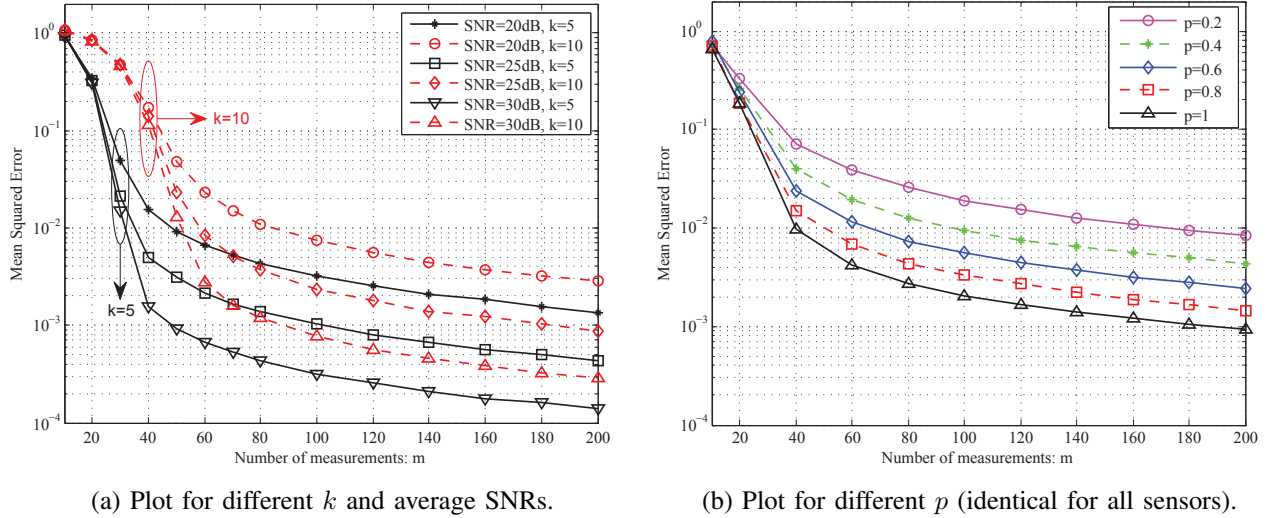 SNR=20dB, k=5
SNR=20dB, k=10
SNR=25dB, k=5
SNR=25dB, k=10
SNR=30dB, k=5
SNR=30dB, k=10
k=10
k=5
10^0
10^−1
10^−2
10^−3
10^−4
Mean Squared Error
20 40 60 80 100 120 140 160 180 200
Number of measurements: m
(a) Plot for different k and average SNRs.
p=0.2
p=0.4
p=0.6
p=0.8
p=1
10^0
10^−1
10^−2
10^−3
10^−4
Mean Squared Error
20 40 60 80 100 120 140 160 180 200
Number of measurements: m
(b) Plot for different p (identical for all sensors).